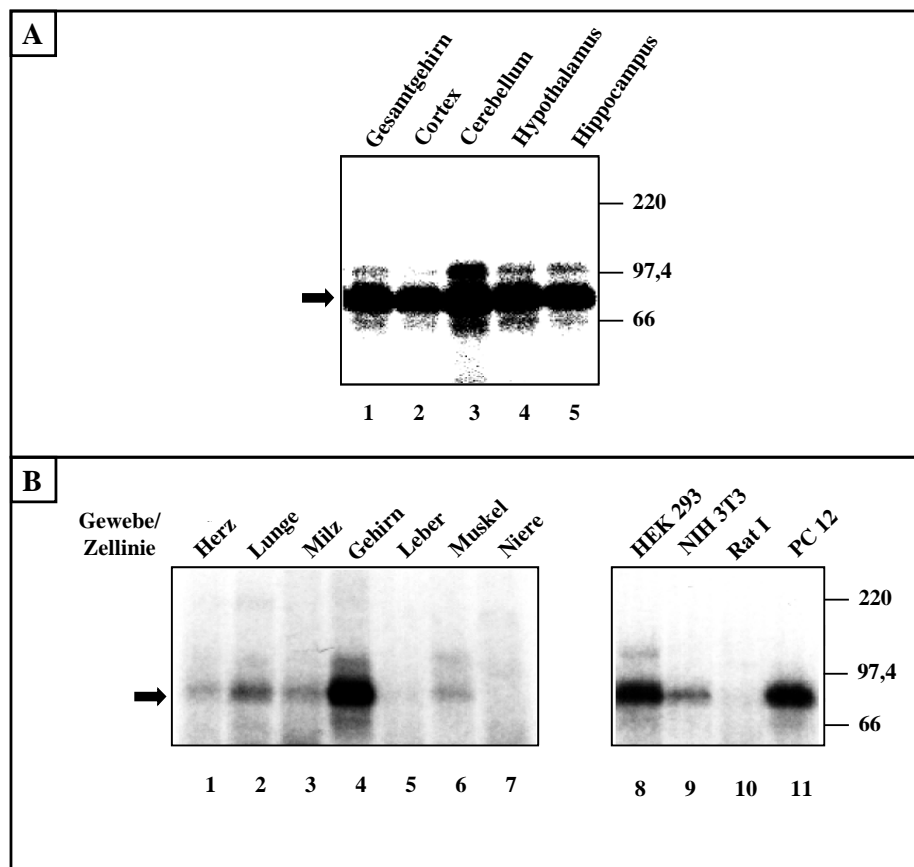 A
Gesamtgehirn
Cortex
Cerebellum
Hypothalamus
Hippocampus
220
97,4
66
1 2 3 4 5
B
Gewebe/
Zellinie
Herz
Lunge
Milz
Gehirn
Leber
Muskel
Niere
HEK 293
NIH 3T3
Rat I
PC 12
220
97,4
66
1 2 3 4 5 6 7 8 9 10 11